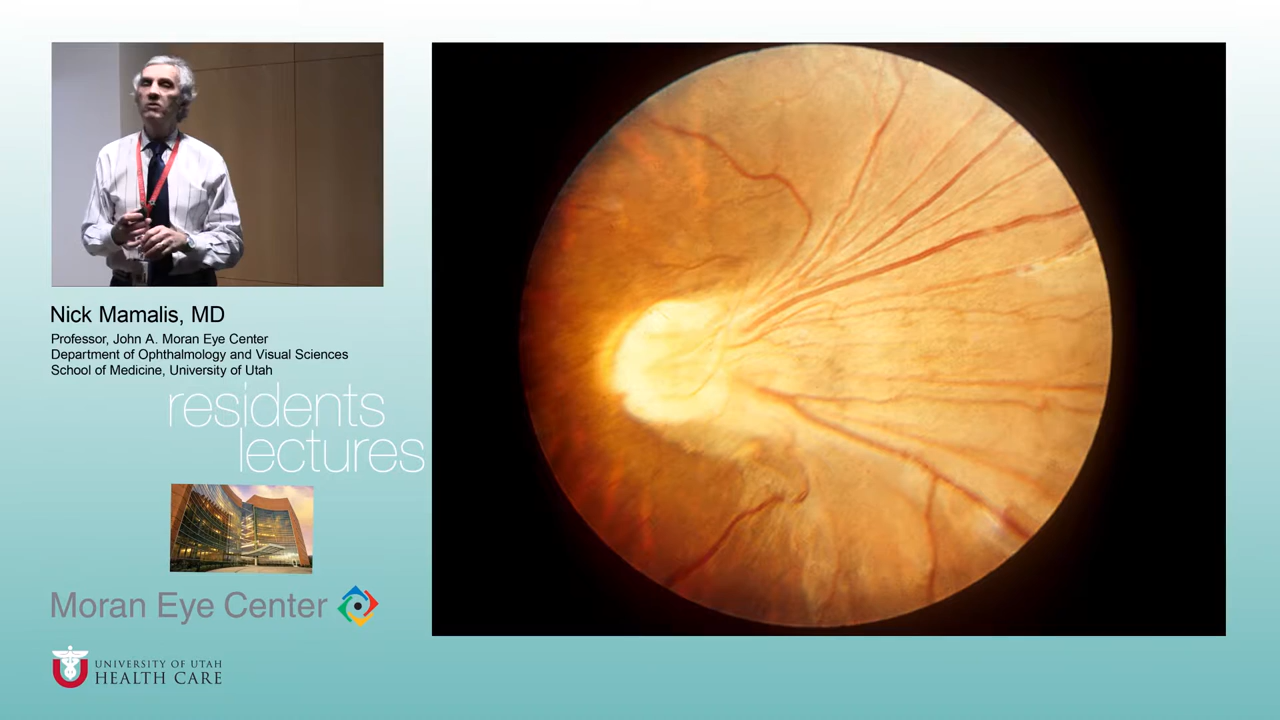 Nick Mamalis, MD
Professor, John A. Moran Eye Center
Department of Ophthalmology and Visual Sciences
School of Medicine, University of Utah
residents
lectures
Moran Eye Center
UNIVERSITY OF UTAH
HEALTH CARE